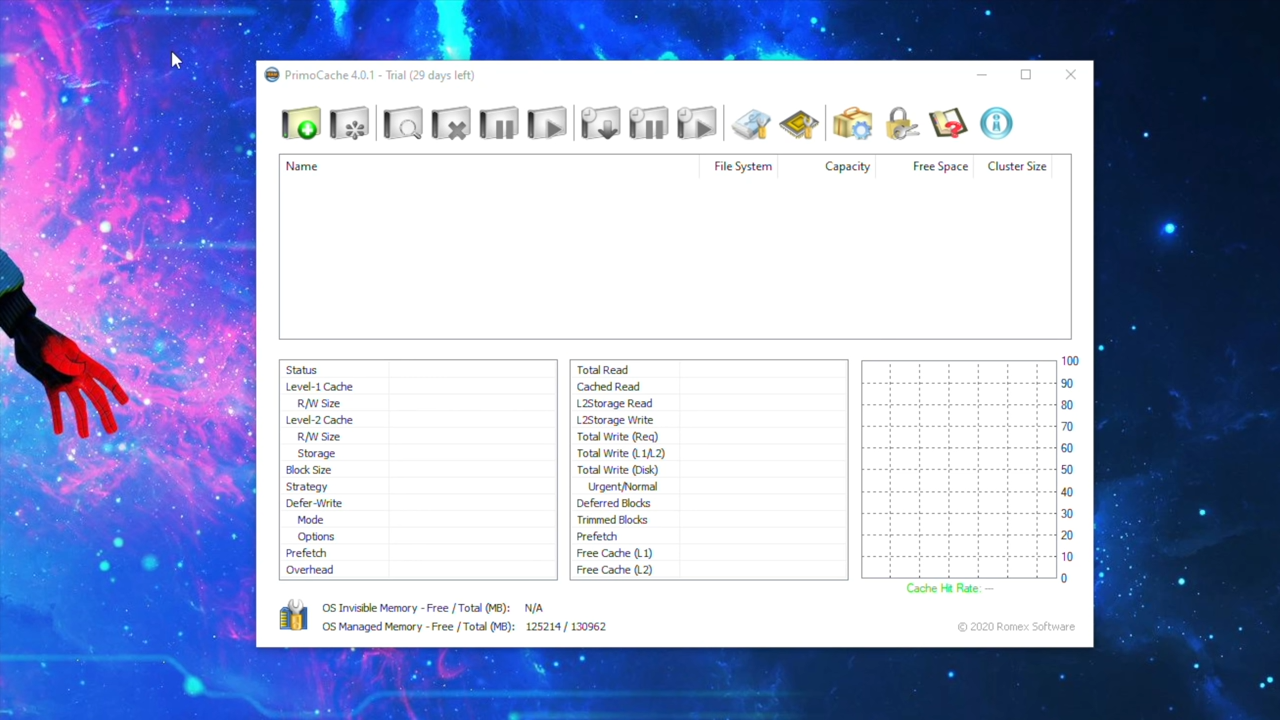 PrimoCache 4.0.1 - Trial (29 days left)
Name File System Capacity Free Space Cluster Size
Status
Level-1 Cache
R/W Size
Level-2 Cache
R/W Size
Storage
Block Size
Strategy
Defer-Write
Mode
Options
Prefetch
Overhead
Total Read
Cached Read
L2Storage Read
L2Storage Write
Total Write (Req)
Total Write (L1/L2)
Total Write (Disk)
Urgent/Normal
Deferred Blocks
Trimmed Blocks
Prefetch
Free Cache (L1)
Free Cache (L2)
100
90
80
70
60
50
40
30
20
10
0
Cache Hit Rate: ---
OS Invisible Memory - Free / Total (MB): N/A
OS Managed Memory - Free / Total (MB): 125214 / 130962
© 2020 Romex Software